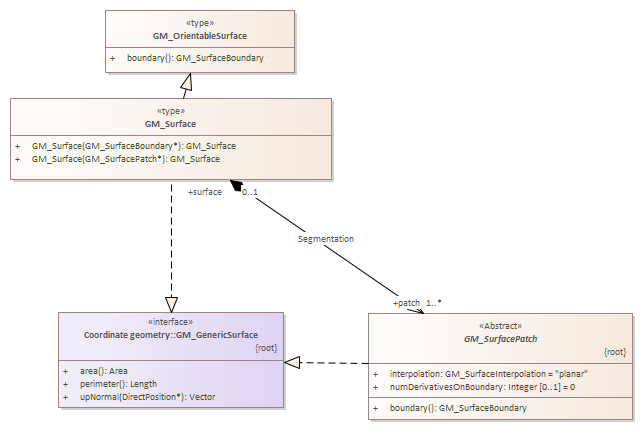 «type»
GM_OrientableSurface
+ boundary(): GM_SurfaceBoundary
«type»
GM_Surface
+ GM_Surface(GM_SurfaceBoundary*): GM_Surface
+ GM_Surface(GM_SurfacePatch*): GM_Surface
+surface 0..1
Segmentation
+patch 1..*
«interface»
Coordinate geometry::GM_GenericSurface
{root}
+ area(): Area
+ perimeter(): Length
+ upNormal(DirectPosition*): Vector
«Abstract»
GM_SurfacePatch
{root}
+ interpolation: GM_SurfaceInterpolation = "planar"
+ numDerivativesOnBoundary: Integer [0..1] = 0
+ boundary(): GM_SurfaceBoundary